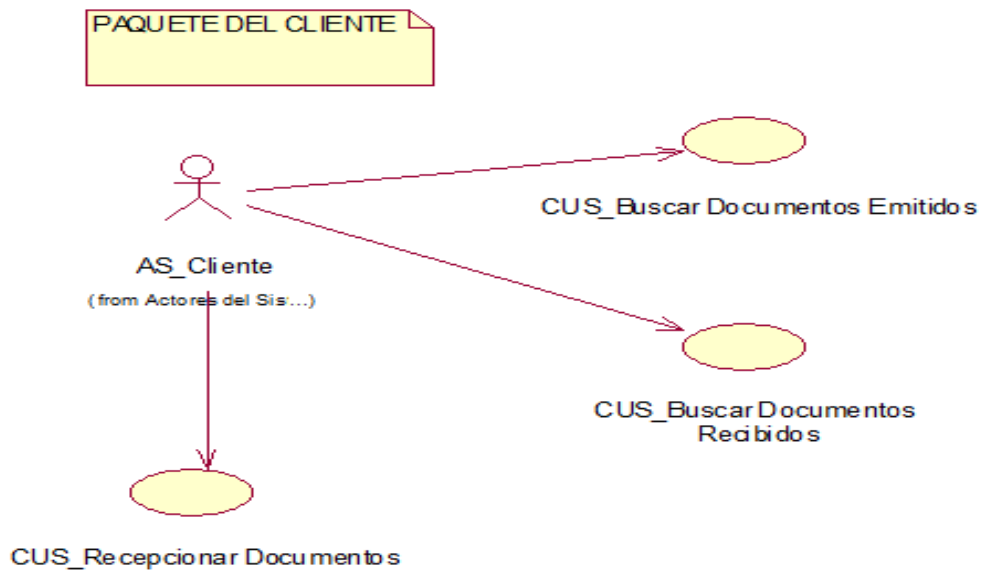 PAQUETE DEL CLIENTE
CUS_Buscar Documentos Emitidos
AS_Cliente
(from Actores del Sis...)
CUS_Buscar Documentos
Recibidos
CUS_Recepcionar Documentos